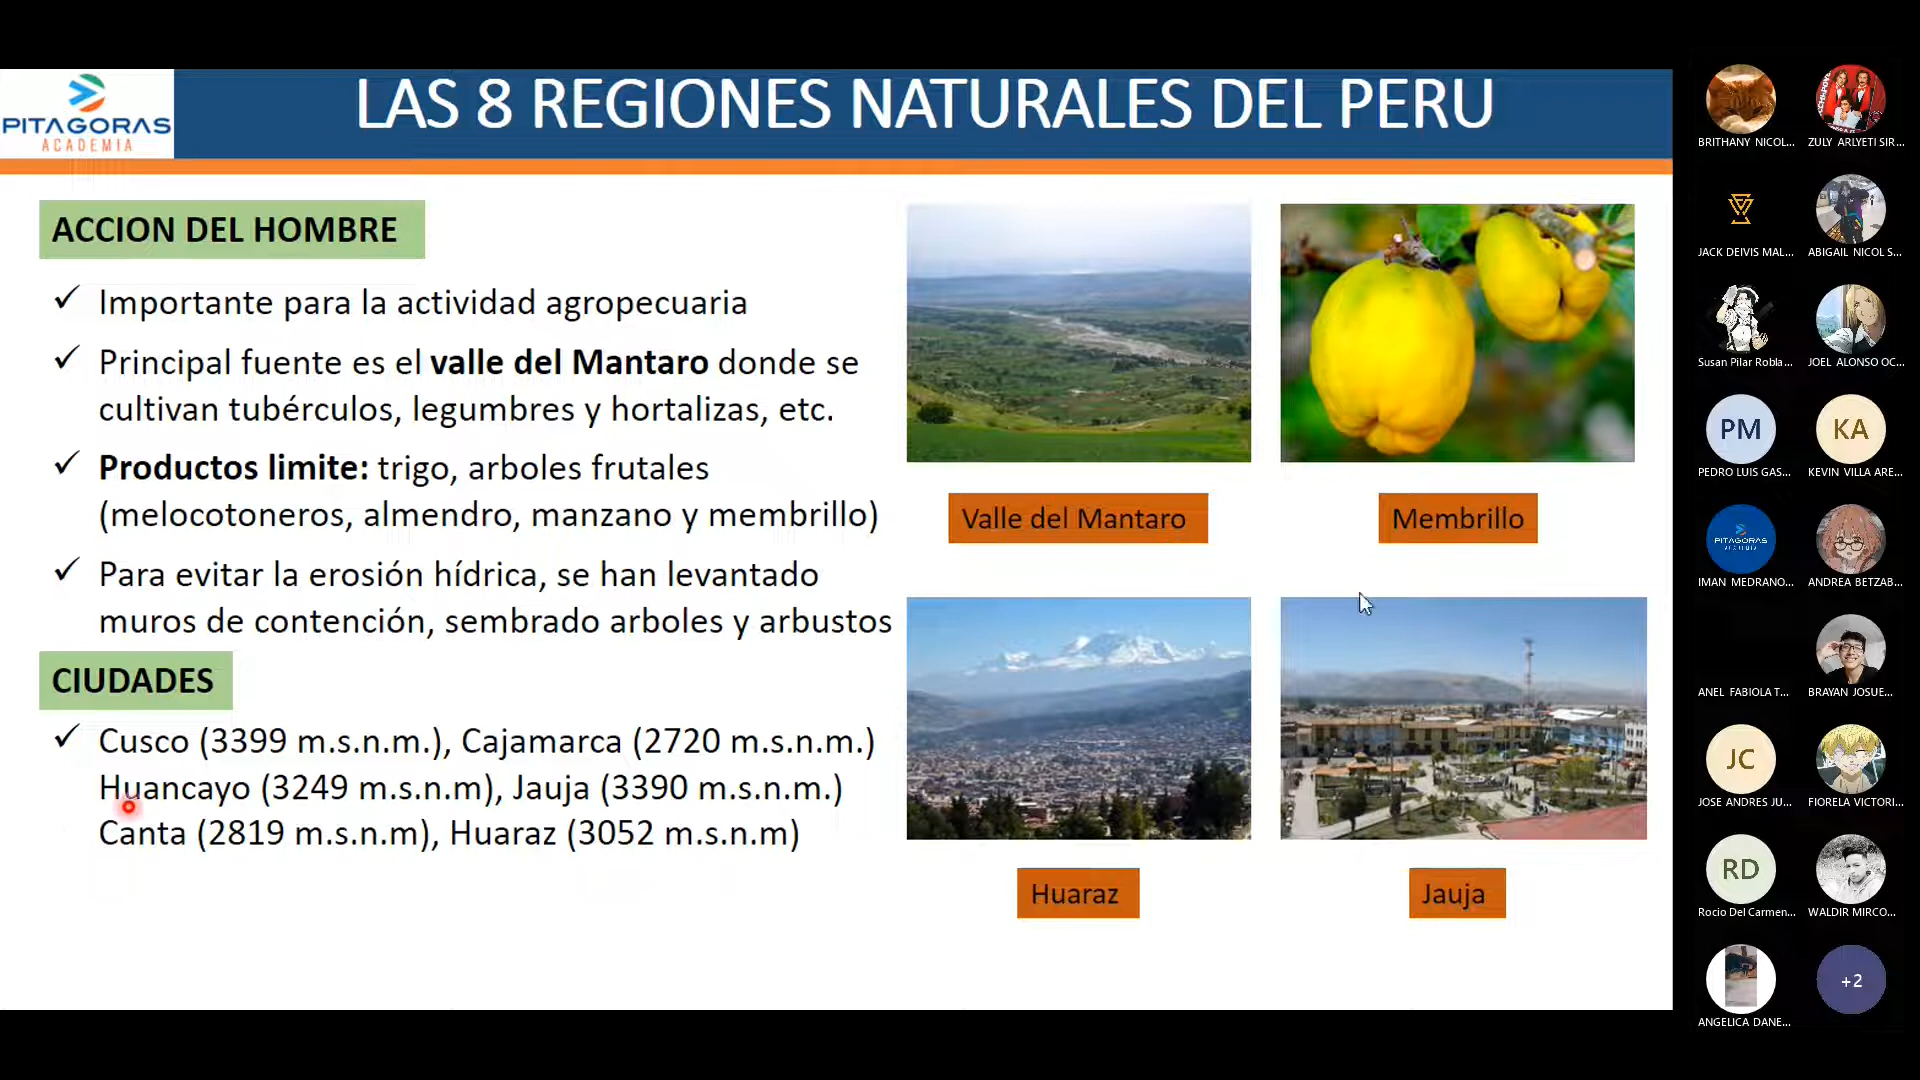 PITAGORAS
ACADEMIA
LAS 8 REGIONES NATURALES DEL PERU
ACCION DEL HOMBRE
✓ Importante para la actividad agropecuaria
✓ Principal fuente es el valle del Mantaro donde se
cultivan tubérculos, legumbres y hortalizas, etc.
✓ Productos limite: trigo, arboles frutales
(melocotoneros, almendro, manzano y membrillo)
✓ Para evitar la erosión hídrica, se han levantado
muros de contención, sembrado arboles y arbustos
CIUDADES
✓ Cusco (3399 m.s.n.m.), Cajamarca (2720 m.s.n.m.)
Huancayo (3249 m.s.n.m), Jauja (3390 m.s.n.m.)
Canta (2819 m.s.n.m), Huaraz (3052 m.s.n.m)
Valle del Mantaro
Membrillo
Huaraz
Jauja
BRITHANY NICOL...
ZULY ARLYETI SIR...
JACK DEIVIS MAL...
ABIGAIL NICOL S...
Susan Pilar Robla...
JOEL ALONSO OC...
PM
PEDRO LUIS GAS...
KA
KEVIN VILLA ARE...
PITAGORAS
ACADEMIA
IMAN MEDRANO...
ANDREA BETZAB...
ANEL FABIOLA T...
BRAYAN JOSUE...
JC
JOSE ANDRES JU...
FIORELA VICTORI...
RD
Rocio Del Carmen...
WALDIR MIRCO...
ANGELICA DANE...
+2